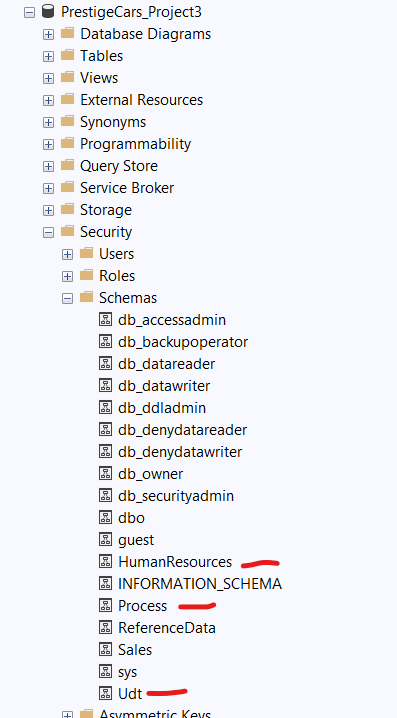 PrestigeCars_Project3
Database Diagrams
Tables
Views
External Resources
Synonyms
Programmability
Query Store
Service Broker
Storage
Security
Users
Roles
Schemas
db_accessadmin
db_backupoperator
db_datareader
db_datawriter
db_ddladmin
db_denydatareader
db_denydatawriter
db_owner
db_securityadmin
dbo
guest
HumanResources
INFORMATION_SCHEMA
Process
ReferenceData
Sales
sys
Udt
Asymmetric Keys